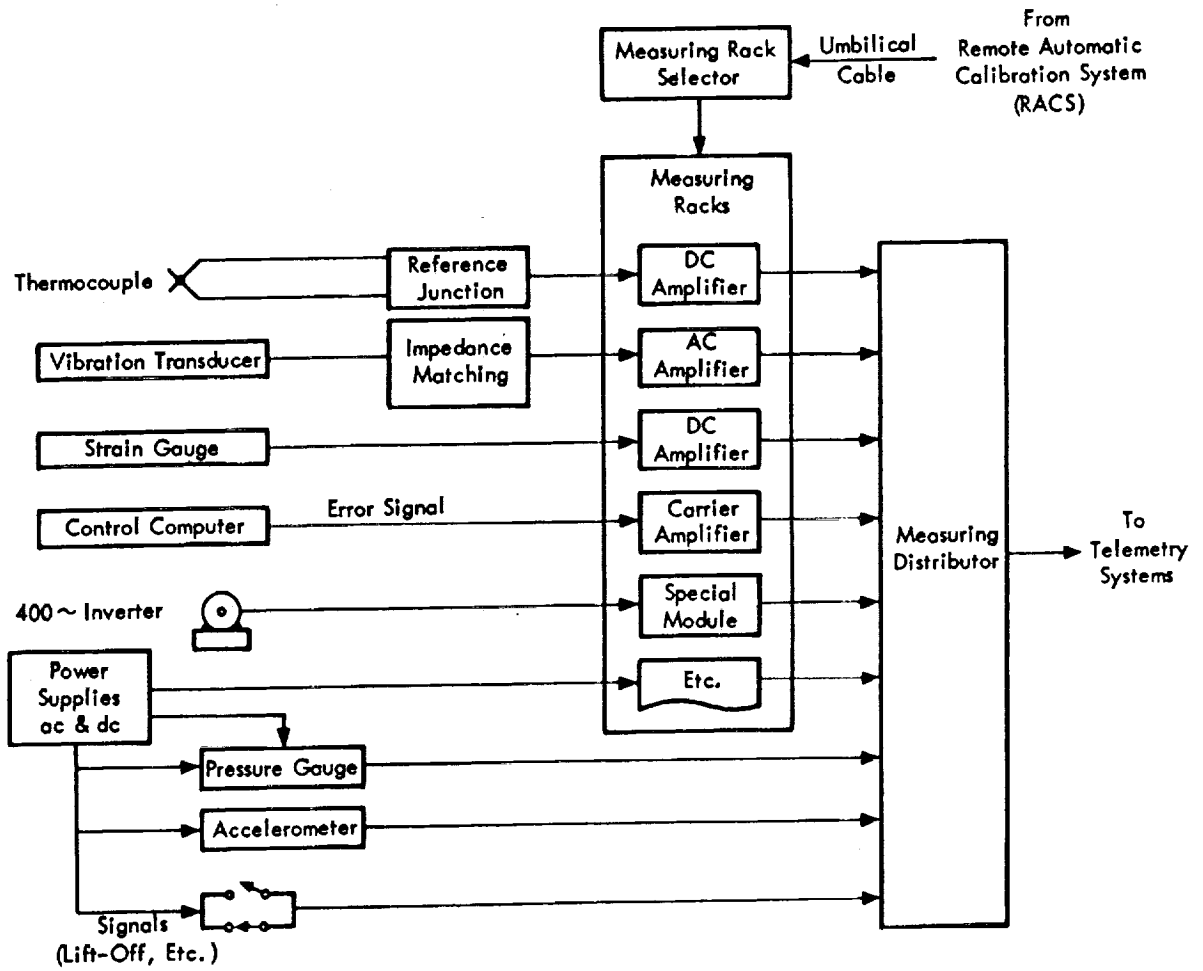 From
Remote Automatic
Calibration System
(RACS)
Umbilical
Cable
Measuring Rack
Selector
Measuring
Racks
Thermocouple
Reference
Junction
DC
Amplifier
Vibration Transducer
Impedance
Matching
AC
Amplifier
Strain Gauge
DC
Amplifier
Control Computer
Error Signal
Carrier
Amplifier
Measuring
Distributor
To
Telemetry
Systems
400 ~ Inverter
Special
Module
Power
Supplies
ac & dc
Etc.
Pressure Gauge
Accelerometer
Signals
(Lift-Off, Etc.)